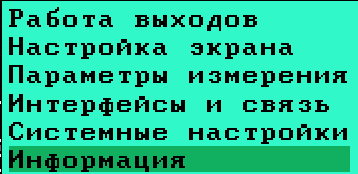 Работа выходов
Настройка экрана
Параметры измерения
Интерфейсы и связь
Системные настройки
Информация